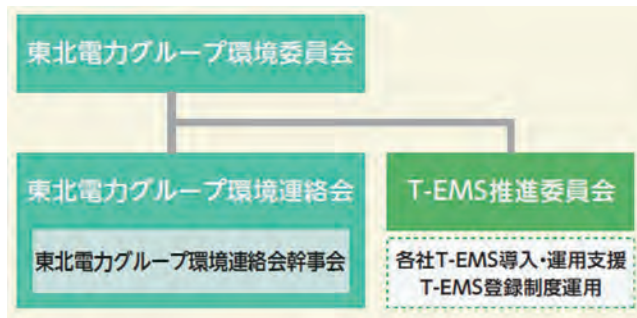 東北電力グループ環境委員会
東北電力グループ環境連絡会
東北電力グループ環境連絡会幹事会
T-EMS推進委員会
各社T-EMS導入・運用支援
T-EMS登録制度運用